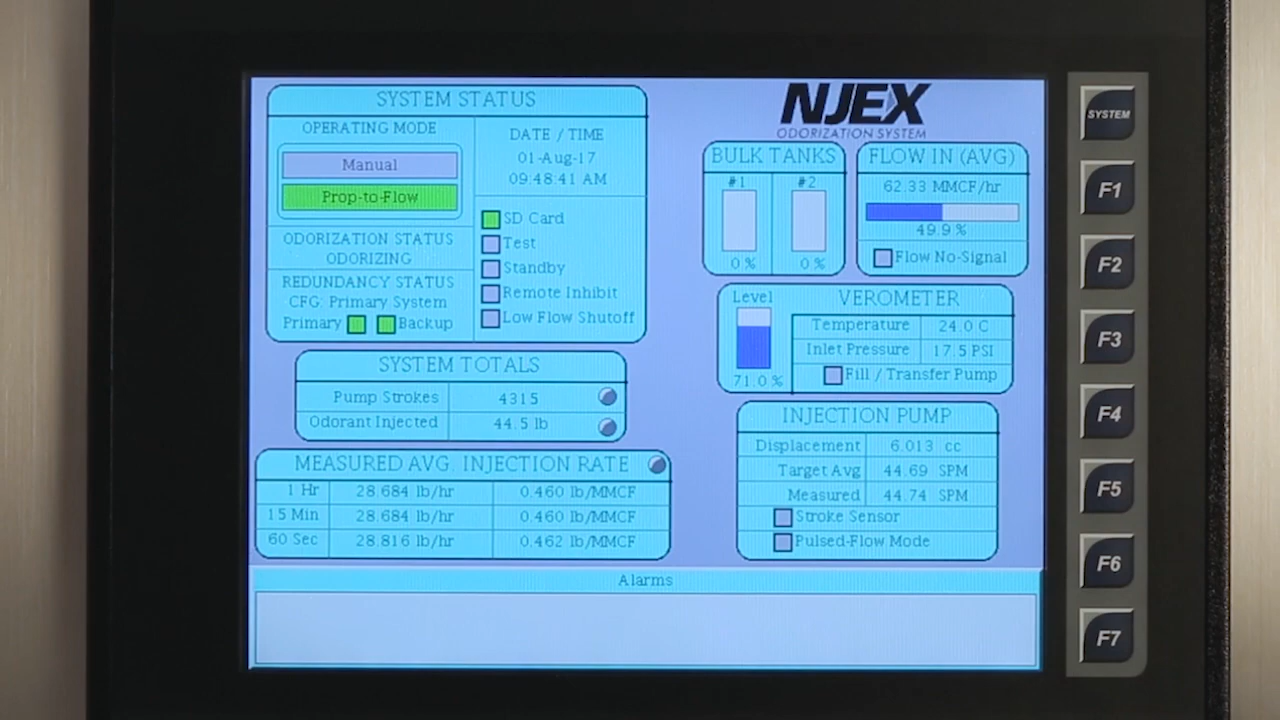 SYSTEM STATUS
OPERATING MODE
Manual
Prop-to-Flow
ODORIZATION STATUS
ODORIZING
REDUNDANCY STATUS
CFG: Primary System
Primary Backup
DATE / TIME
01-Aug-17
09:48:41 AM
SD Card
Test
Standby
Remote Inhibit
Low Flow Shutoff
NJEX
ODORIZATION SYSTEM
BULK TANKS
#1 #2
0 % 0 %
FLOW IN (AVG)
62.33 MMCF/hr
49.9 %
Flow No-Signal
Level
71.0 %
VEROMETER
Temperature 24.0 C
Inlet Pressure 17.5 PSI
Fill / Transfer Pump
SYSTEM TOTALS
Pump Strokes 4315
Odorant Injected 44.5 lb
MEASURED AVG. INJECTION RATE
1 Hr 28.684 lb/hr 0.460 lb/MMCF
15 Min 28.684 lb/hr 0.460 lb/MMCF
60 Sec 28.816 lb/hr 0.462 lb/MMCF
INJECTION PUMP
Displacement 6.013 cc
Target Avg 44.69 SPM
Measured 44.74 SPM
Stroke Sensor
Pulsed-Flow Mode
Alarms
SYSTEM
F1
F2
F3
F4
F5
F6
F7